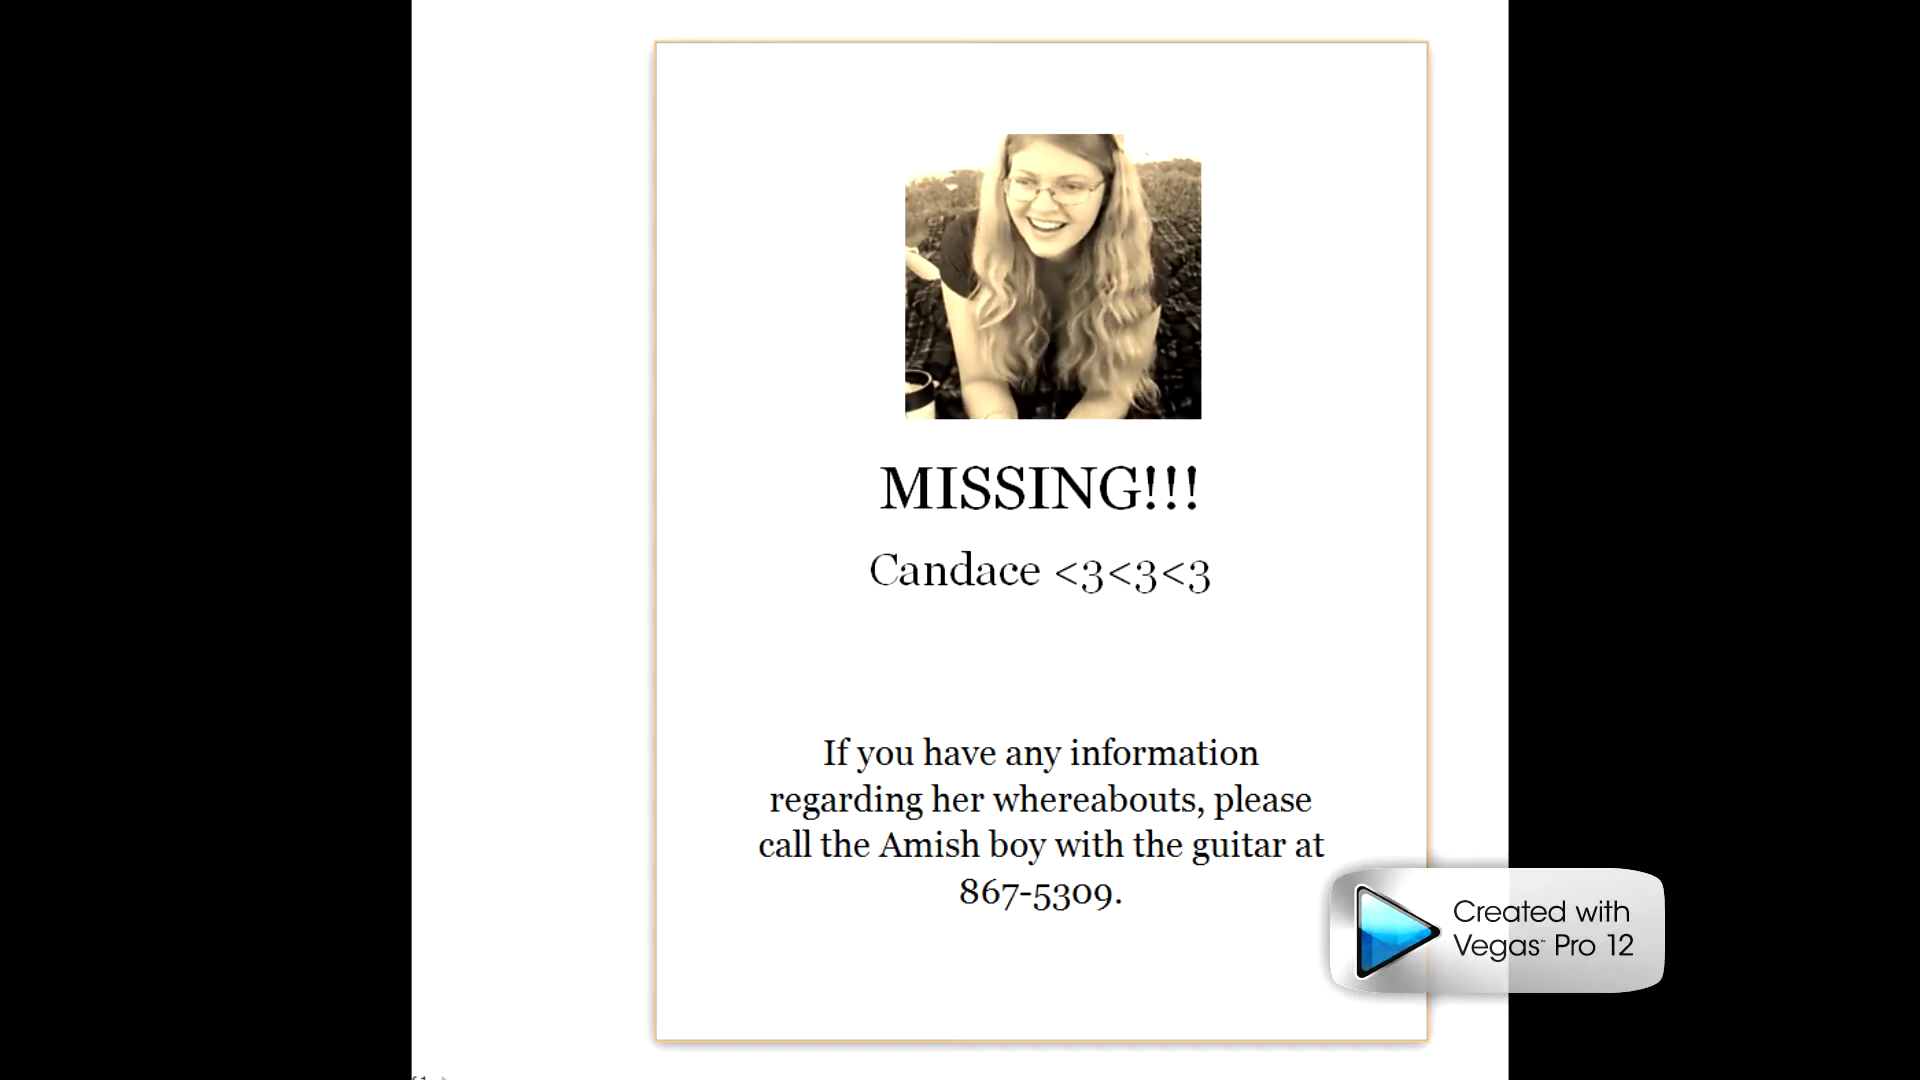 MISSING!!!
Candace <3<3<3
If you have any information
regarding her whereabouts, please
call the Amish boy with the guitar at
867-5309.
Created with
Vegas™ Pro 12